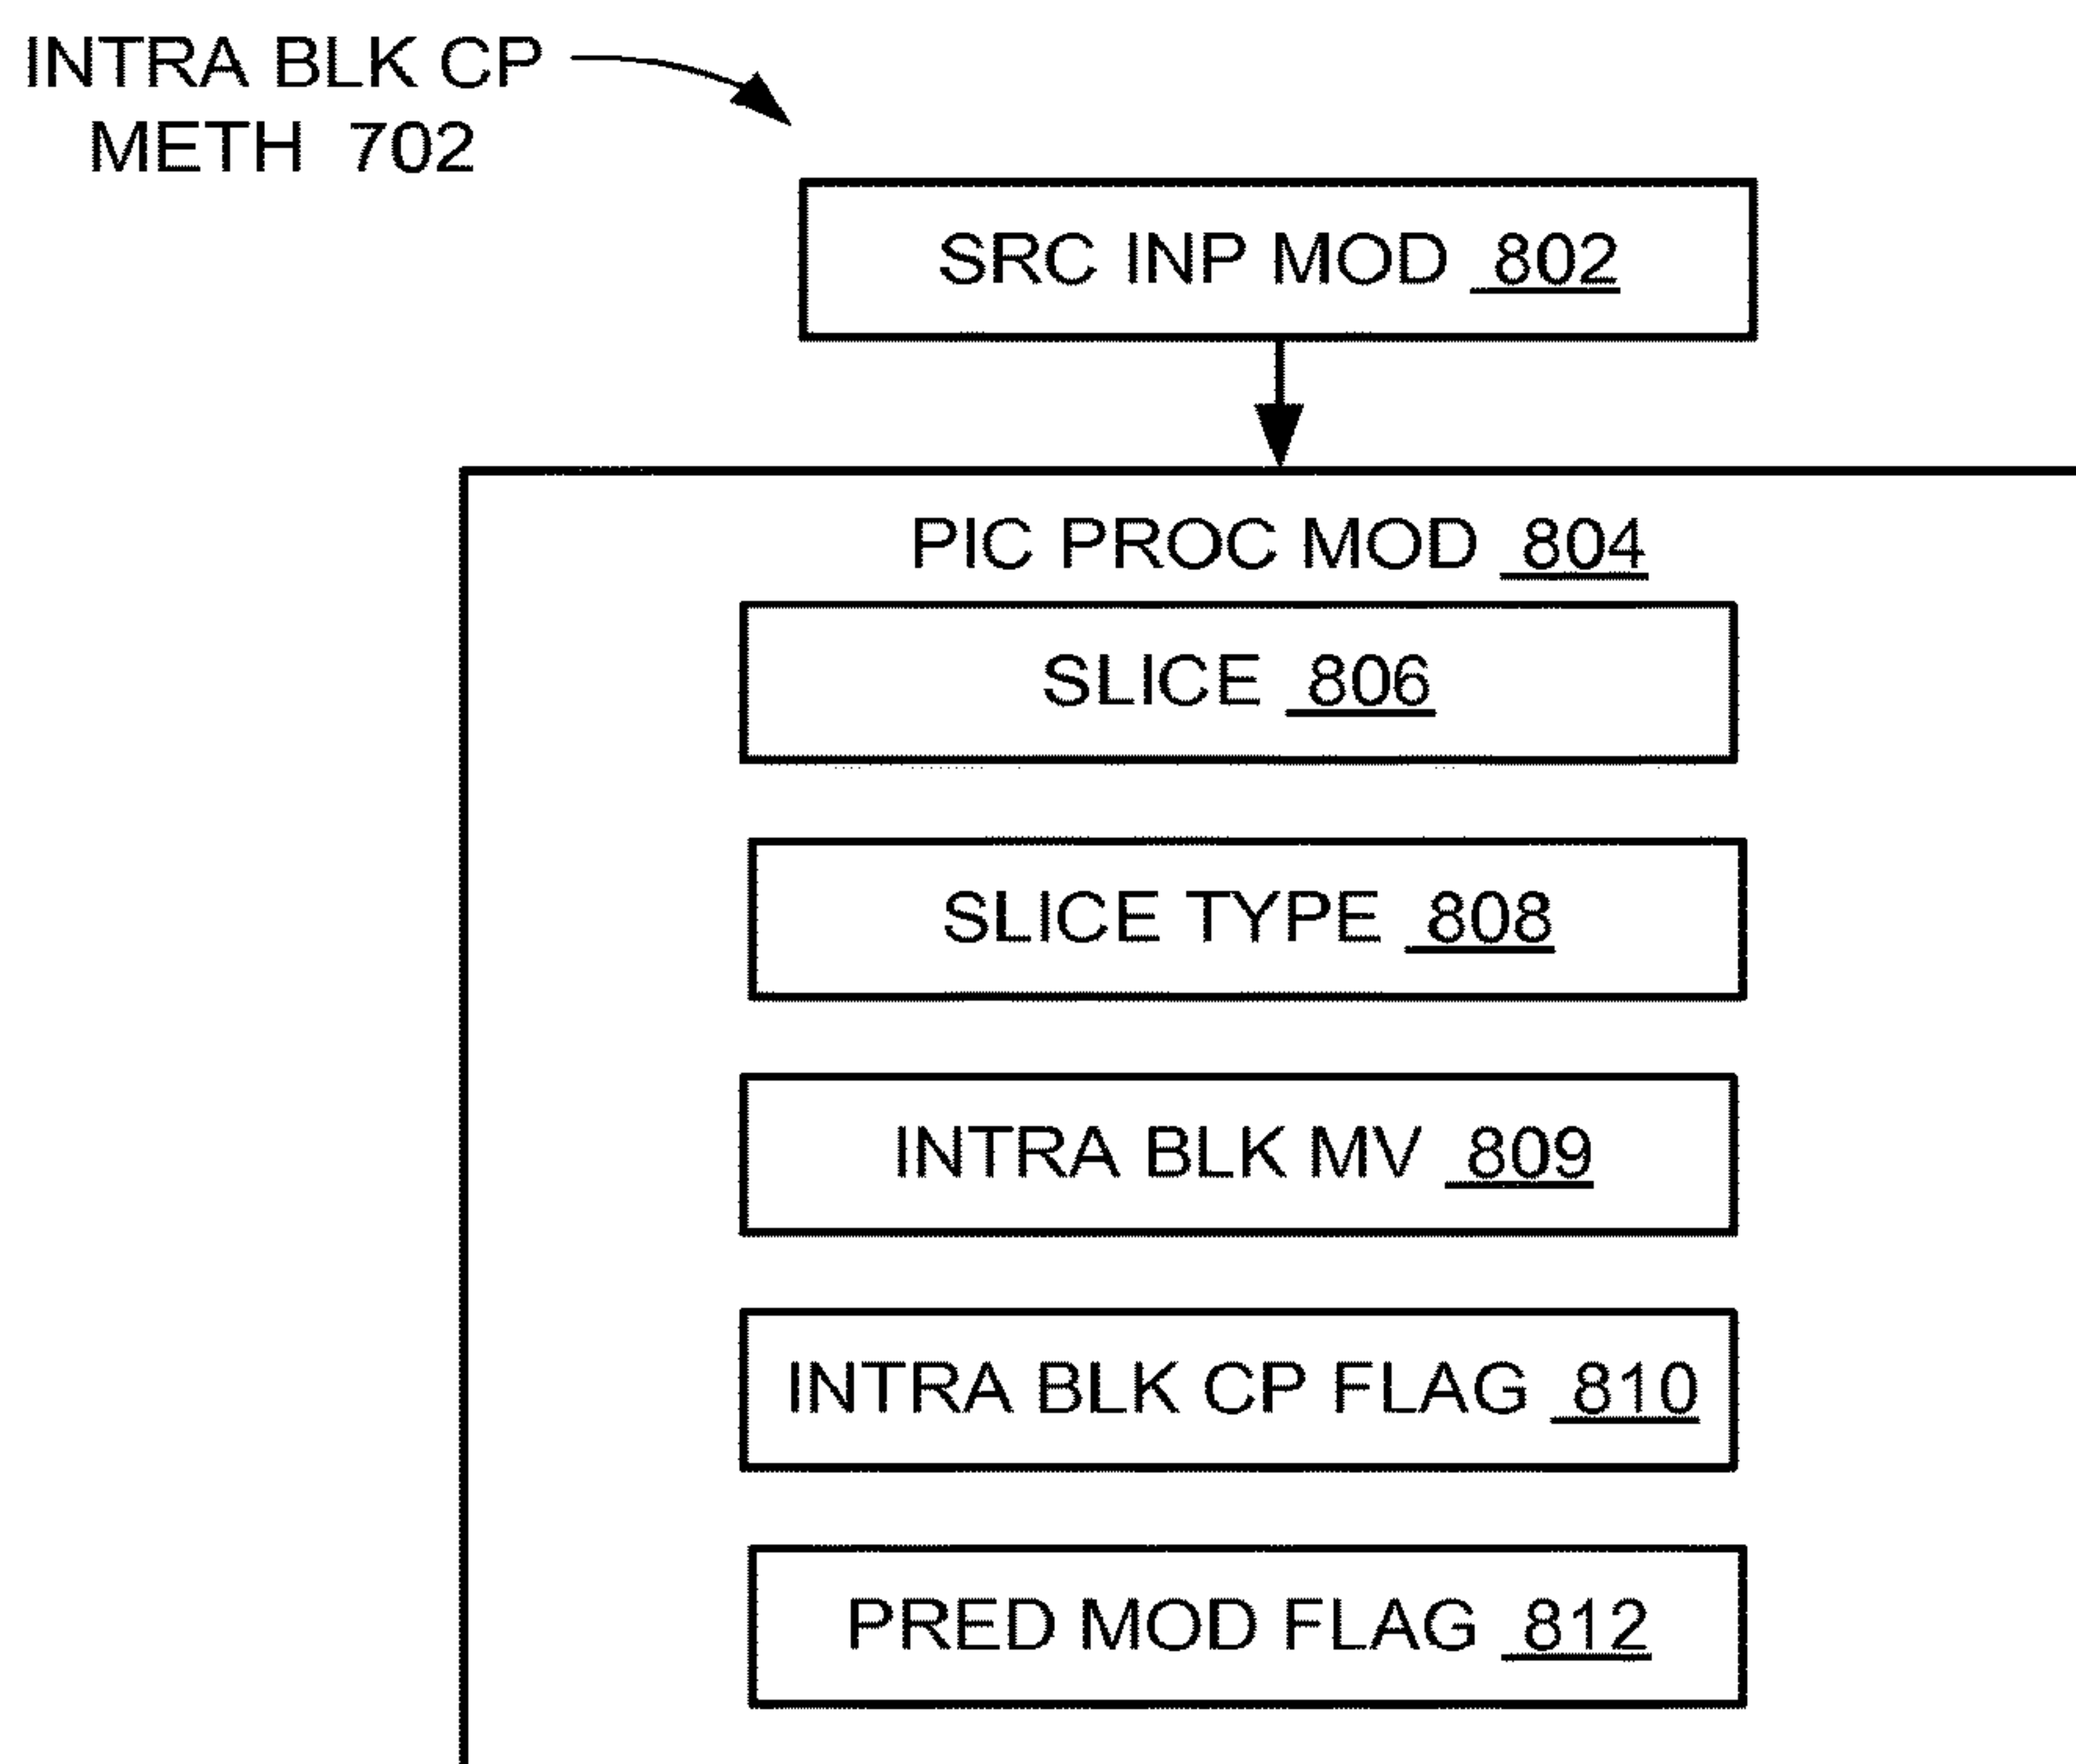 INTRA BLK CP
METH 702
SRC INP MOD 802
PIC PROC MOD 804
SLICE 806
SLICE TYPE 808
INTRA BLK MV 809
INTRA BLK CP FLAG 810
PRED MOD FLAG 812